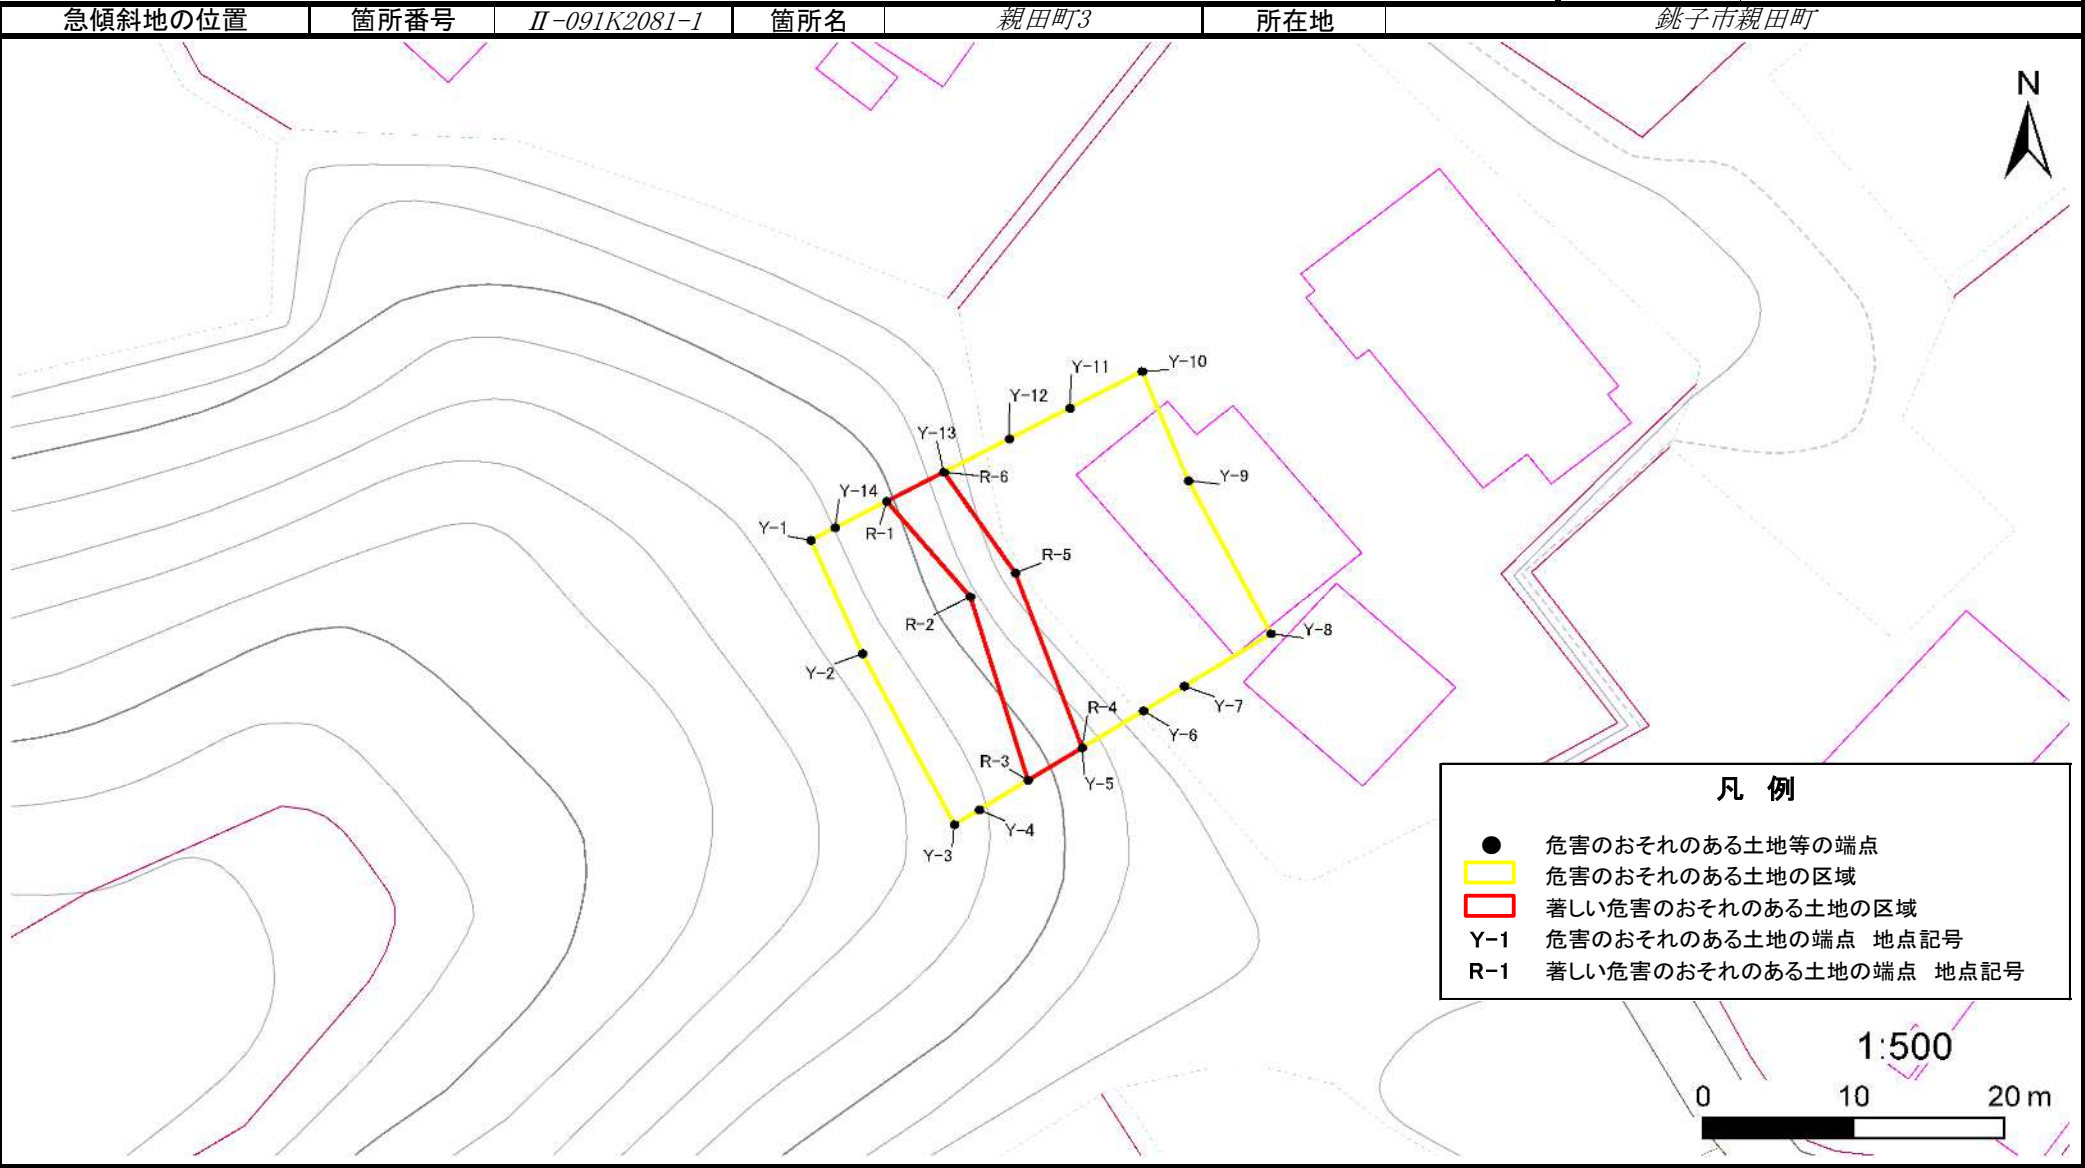 急傾斜地の位置 箇所番号 Ⅱ-091K2081-1 箇所名 親田町3 所在地 銚子市親田町
N
Y-10
Y-11
Y-12
Y-13
R-6
Y-9
Y-14
Y-1
R-1
R-5
R-2
Y-8
Y-2
Y-7
R-4
Y-6
R-3
Y-5
Y-4
Y-3
凡 例
危害のおそれのある土地等の端点
危害のおそれのある土地の区域
著しい危害のおそれのある土地の区域
Y-1 危害のおそれのある土地の端点 地点記号
R-1 著しい危害のおそれのある土地の端点 地点記号
1:500
0 10 20 m